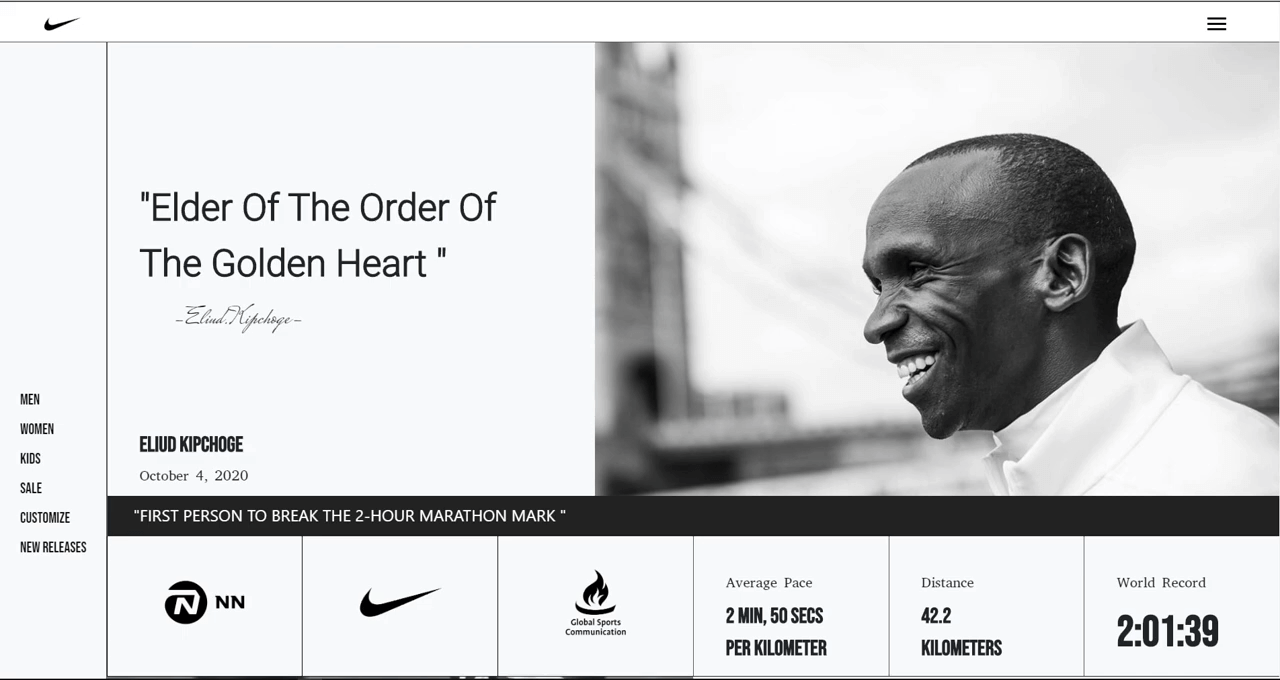 "Elder Of The Order Of
The Golden Heart "
-Eliud.Kipchoge-
MEN
WOMEN
KIDS
SALE
CUSTOMIZE
NEW RELEASES
ELIUD KIPCHOGE
October 4, 2020
"FIRST PERSON TO BREAK THE 2-HOUR MARATHON MARK "
N NN
Global Sports
Communication
Average Pace
2 MIN, 50 SECS
PER KILOMETER
Distance
42.2
KILOMETERS
World Record
2:01:39